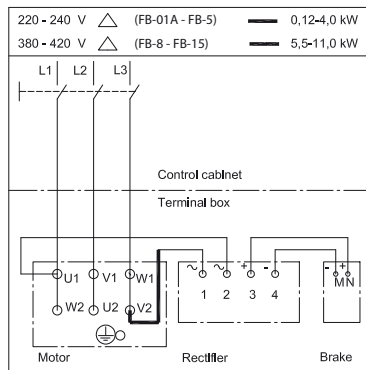 220 - 240 V △ (FB-01A - FB-5) 0,12-4,0 kW
380 - 420 V △ (FB-8 - FB-15) 5,5-11,0 kW
L1 L2 L3
Control cabinet
Terminal box
U1 V1 W1 ~ ~ + - - +
1 2 3 4 M N
W2 U2 V2
Motor Rectifier Brake